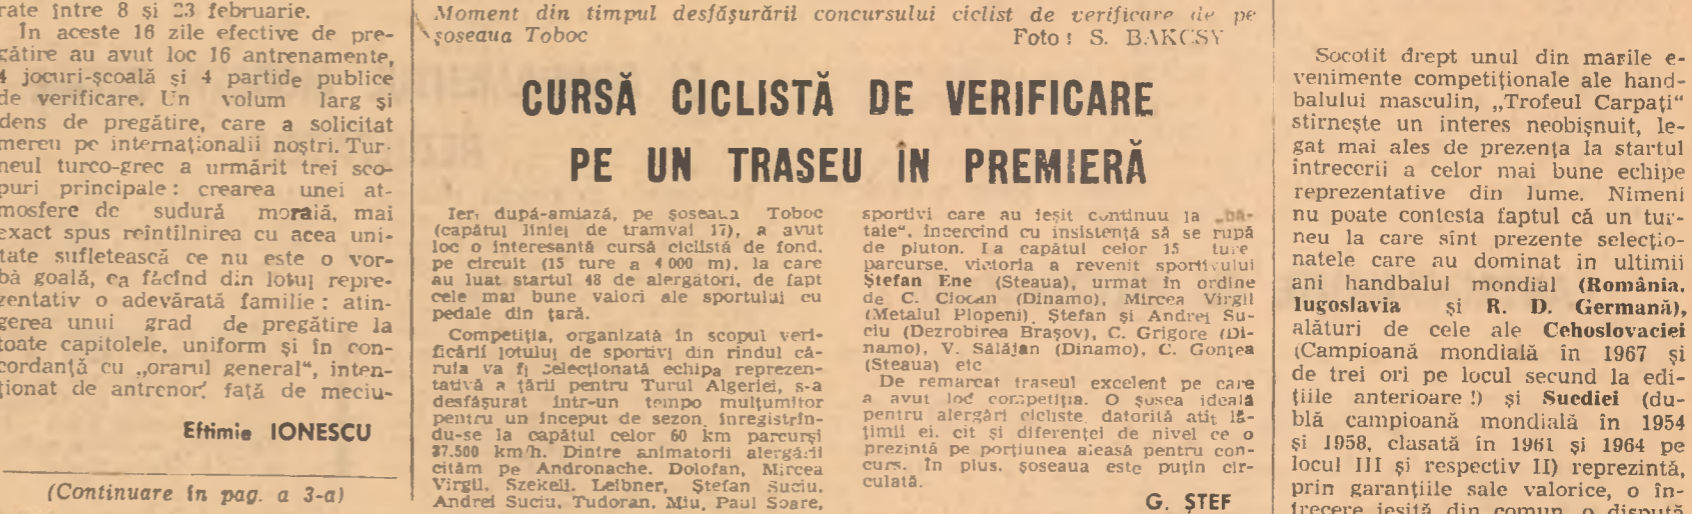 rate între 8 și 23 februarie.
În aceste 16 zile efective de pre-
gătire au avut loc 16 antrenamente,
4 jocuri-școală și 4 partide publice
de verificare. Un volum larg și
dens de pregătire, care a solicitat
mereu pe internaționalii noștri. Tur-
neul turco-grec a urmărit trei sco-
puri principale: crearea unei at-
mosfere de sudură morală, mai
exact spus reîntîlnirea cu acea uni-
tate sufletească ce nu este o vor-
bă goală, ea făcînd din lotul repre-
zentativ o adevărată familie: atin-
gerea unui grad de pregătire la
toate capitolele, uniform și în con-
cordanță cu „orarul general“, inten-
ționat de antrenor, față de meciu-
Eftimie IONESCU
(Continuare în pag. a 3-a)
Moment din timpul desfășurării concursului ciclist de verificare de pe
șoseaua Toboc
Foto: S. BAKCSY
CURSĂ CICLISTĂ DE VERIFICARE
PE UN TRASEU ÎN PREMIERĂ
Ieri după-amiază, pe șoseaua Toboc
(capătul liniei de tramvai 17), a avut
loc o interesantă cursă ciclistă de fond,
pe circuit (15 ture a 4 000 m), la care
au luat startul 48 de alergători, de fapt
cele mai bune valori ale sportului cu
pedale din țară.
Competiția, organizată în scopul veri-
ficării lotului de sportivi din rîndul că-
ruia va fi selecționată echipa reprezen-
tativă a țării pentru Turul Algeriei, s-a
desfășurat într-un tempo mulțumitor
pentru un început de sezon, înregistrîn-
du-se la capătul celor 60 km parcurși
37,500 km/h. Dintre animatorii alergării
cităm pe Andronache, Dolofan, Mircea
Virgil, Szekeli, Leibner, Ștefan Suciu,
Andrei Suciu, Tudoran, Miu, Paul Soare,
sportivi care au ieșit continuu la „bă-
taie“, încercînd cu insistență să se rupă
de pluton. La capătul celor 15 ture
parcurse, victoria a revenit sportivului
Ștefan Ene (Steaua), urmat în ordine
de C. Ciocan (Dinamo), Mircea Virgil
(Metalul Plopeni), Ștefan și Andrei Su-
ciu (Dezrobirea Brașov), C. Grigore (Di-
namo), V. Sălăjan (Dinamo), C. Gonțea
(Steaua) etc
De remarcat traseul excelent pe care
a avut loc competiția. O șosea ideală
pentru alergări cicliste datorită atît lă-
țimii ei, cît și diferenței de nivel ce o
prezintă pe porțiunea aleasă pentru con-
curs. În plus, șoseaua este puțin cir-
culată.
G. ȘTEF
Socotit drept unul din marile e-
venimente competiționale ale hand-
balului masculin, „Trofeul Carpați“
stîrnește un interes neobișnuit, le-
gat mai ales de prezența la startul
întrecerii a celor mai bune echipe
reprezentative din lume. Nimeni
nu poate contesta faptul că un tur-
neu la care sînt prezente selecțio-
natele care au dominat în ultimii
ani handbalul mondial (România,
Iugoslavia și R. D. Germană),
alături de cele ale Cehoslovaciei
(Campioană mondială în 1967 și
de trei ori pe locul secund la edi-
țiile anterioare!) și Suediei (du-
blă campioană mondială în 1954
și 1958, clasată în 1961 și 1964 pe
locul III și respectiv II) reprezintă,
prin garanțiile sale valorice, o în-
trecere ieșită din comun, o dispută